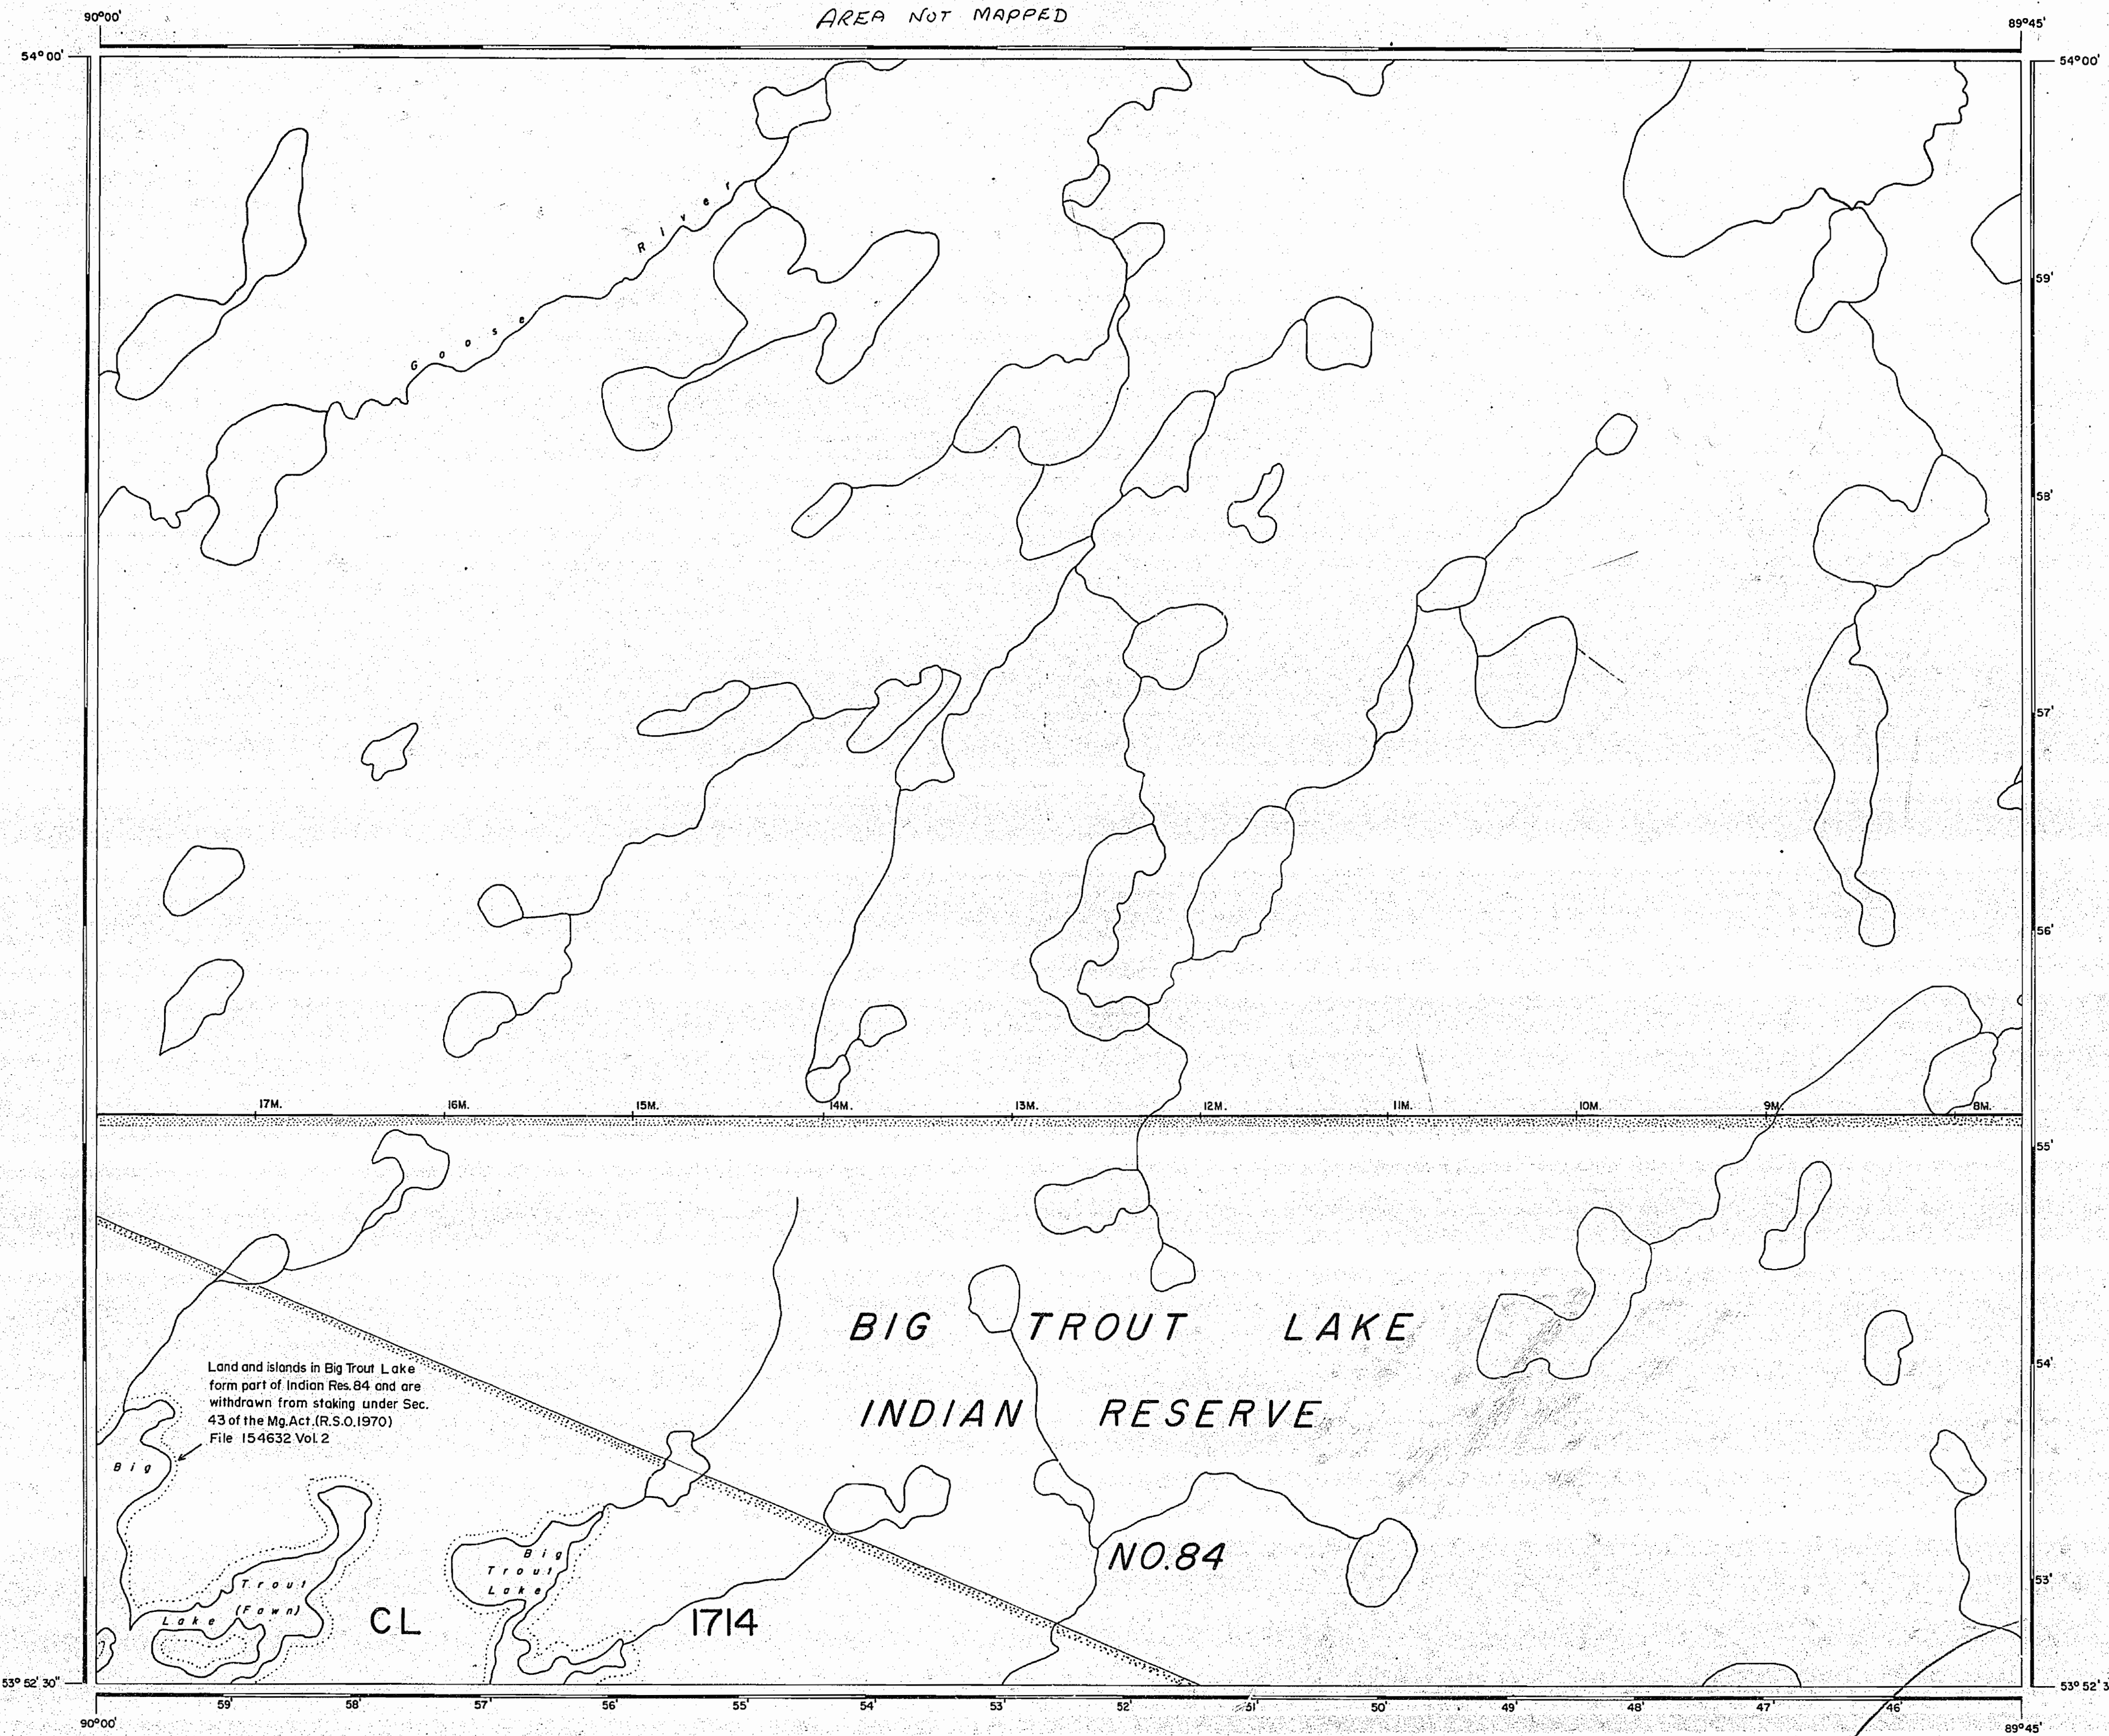 AREA NOT MAPPED
90°00' 89°45'
54°00' 54°00'
Goose River
59'
58'
57'
56'
17M. 16M. 15M. 14M. 13M. 12M. 11M. 10M. 9M. 8M.
55'
BIG TROUT LAKE
54'
Land and islands in Big Trout Lake
form part of Indian Res. 84 and are
withdrawn from staking under Sec.
43 of the Mg.Act.(R.S.O.1970)
File 154632 Vol. 2
INDIAN RESERVE
Big
Big
Trout
Lake
NO.84
53'
Trout
(Fawn)
Lake
CL 1714
53° 52' 30" 53° 52' 3
59' 58' 57' 56' 55' 54' 53' 52' 51' 50' 49' 48' 47' 46'
90°00' 89°45'